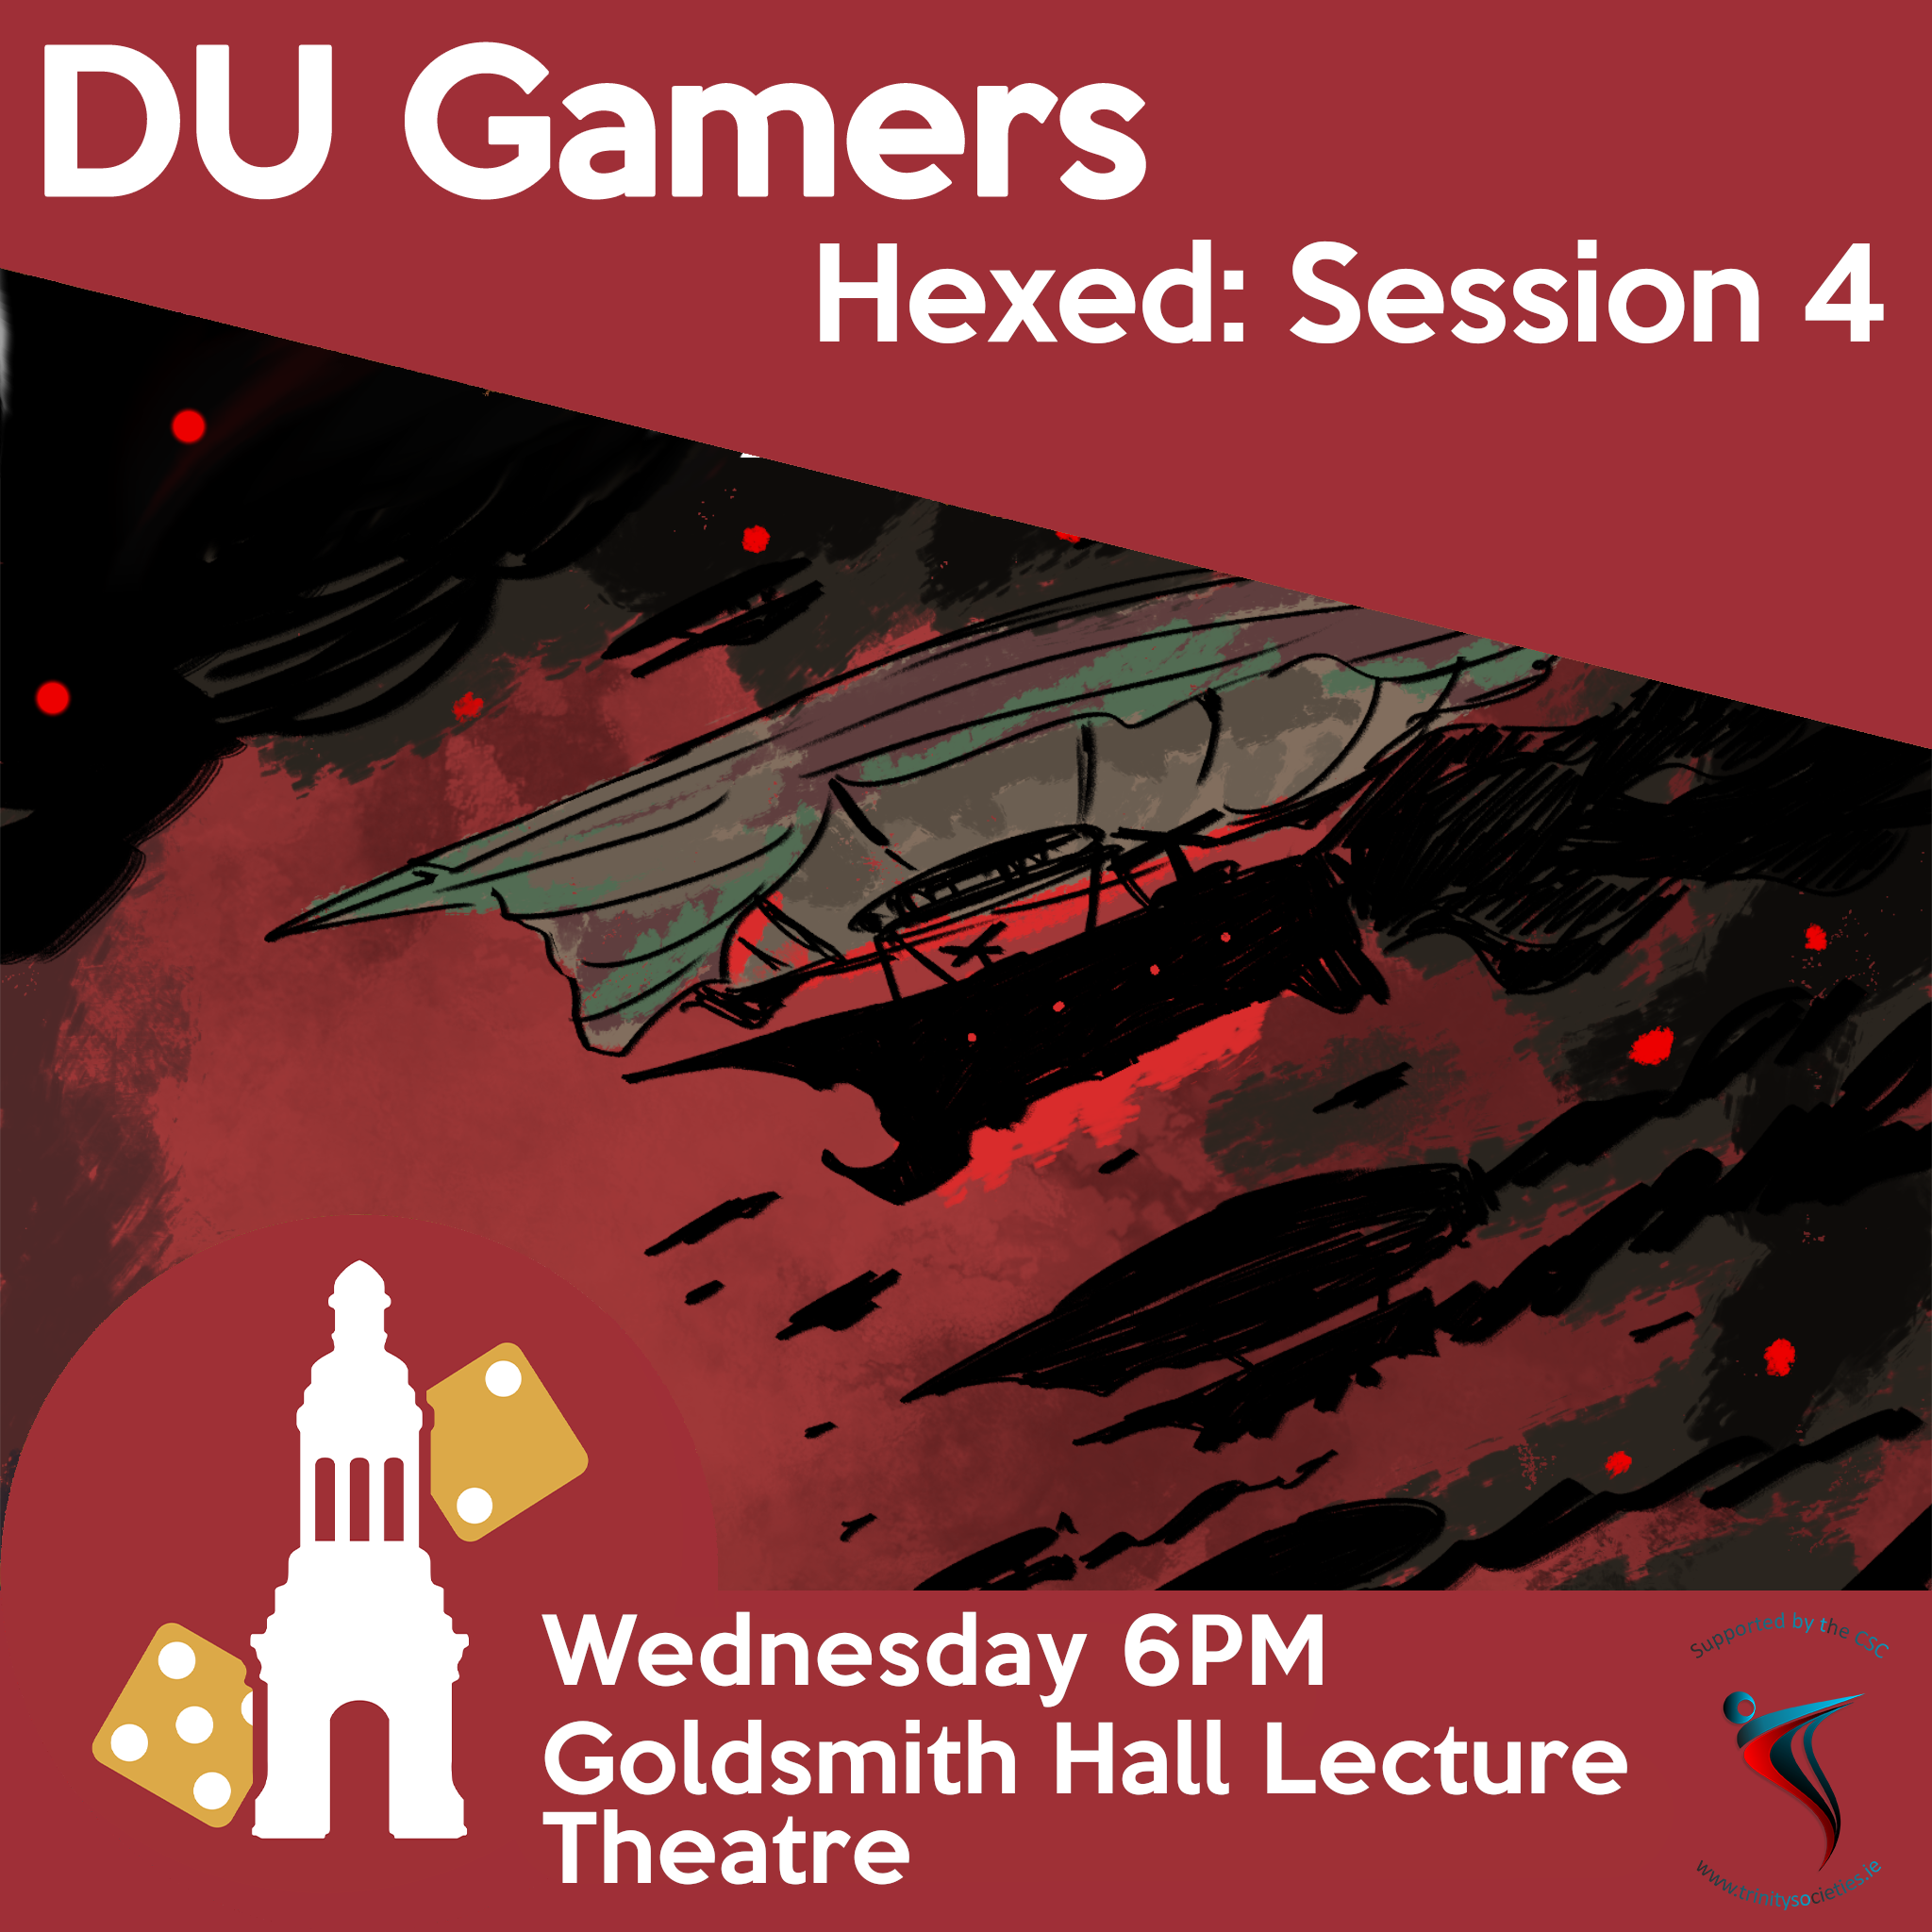 DU Gamers
Hexed: Session 4
Wednesday 6PM
Goldsmith Hall Lecture
Theatre
Supported by the CSC
www.trinitysocieties.ie